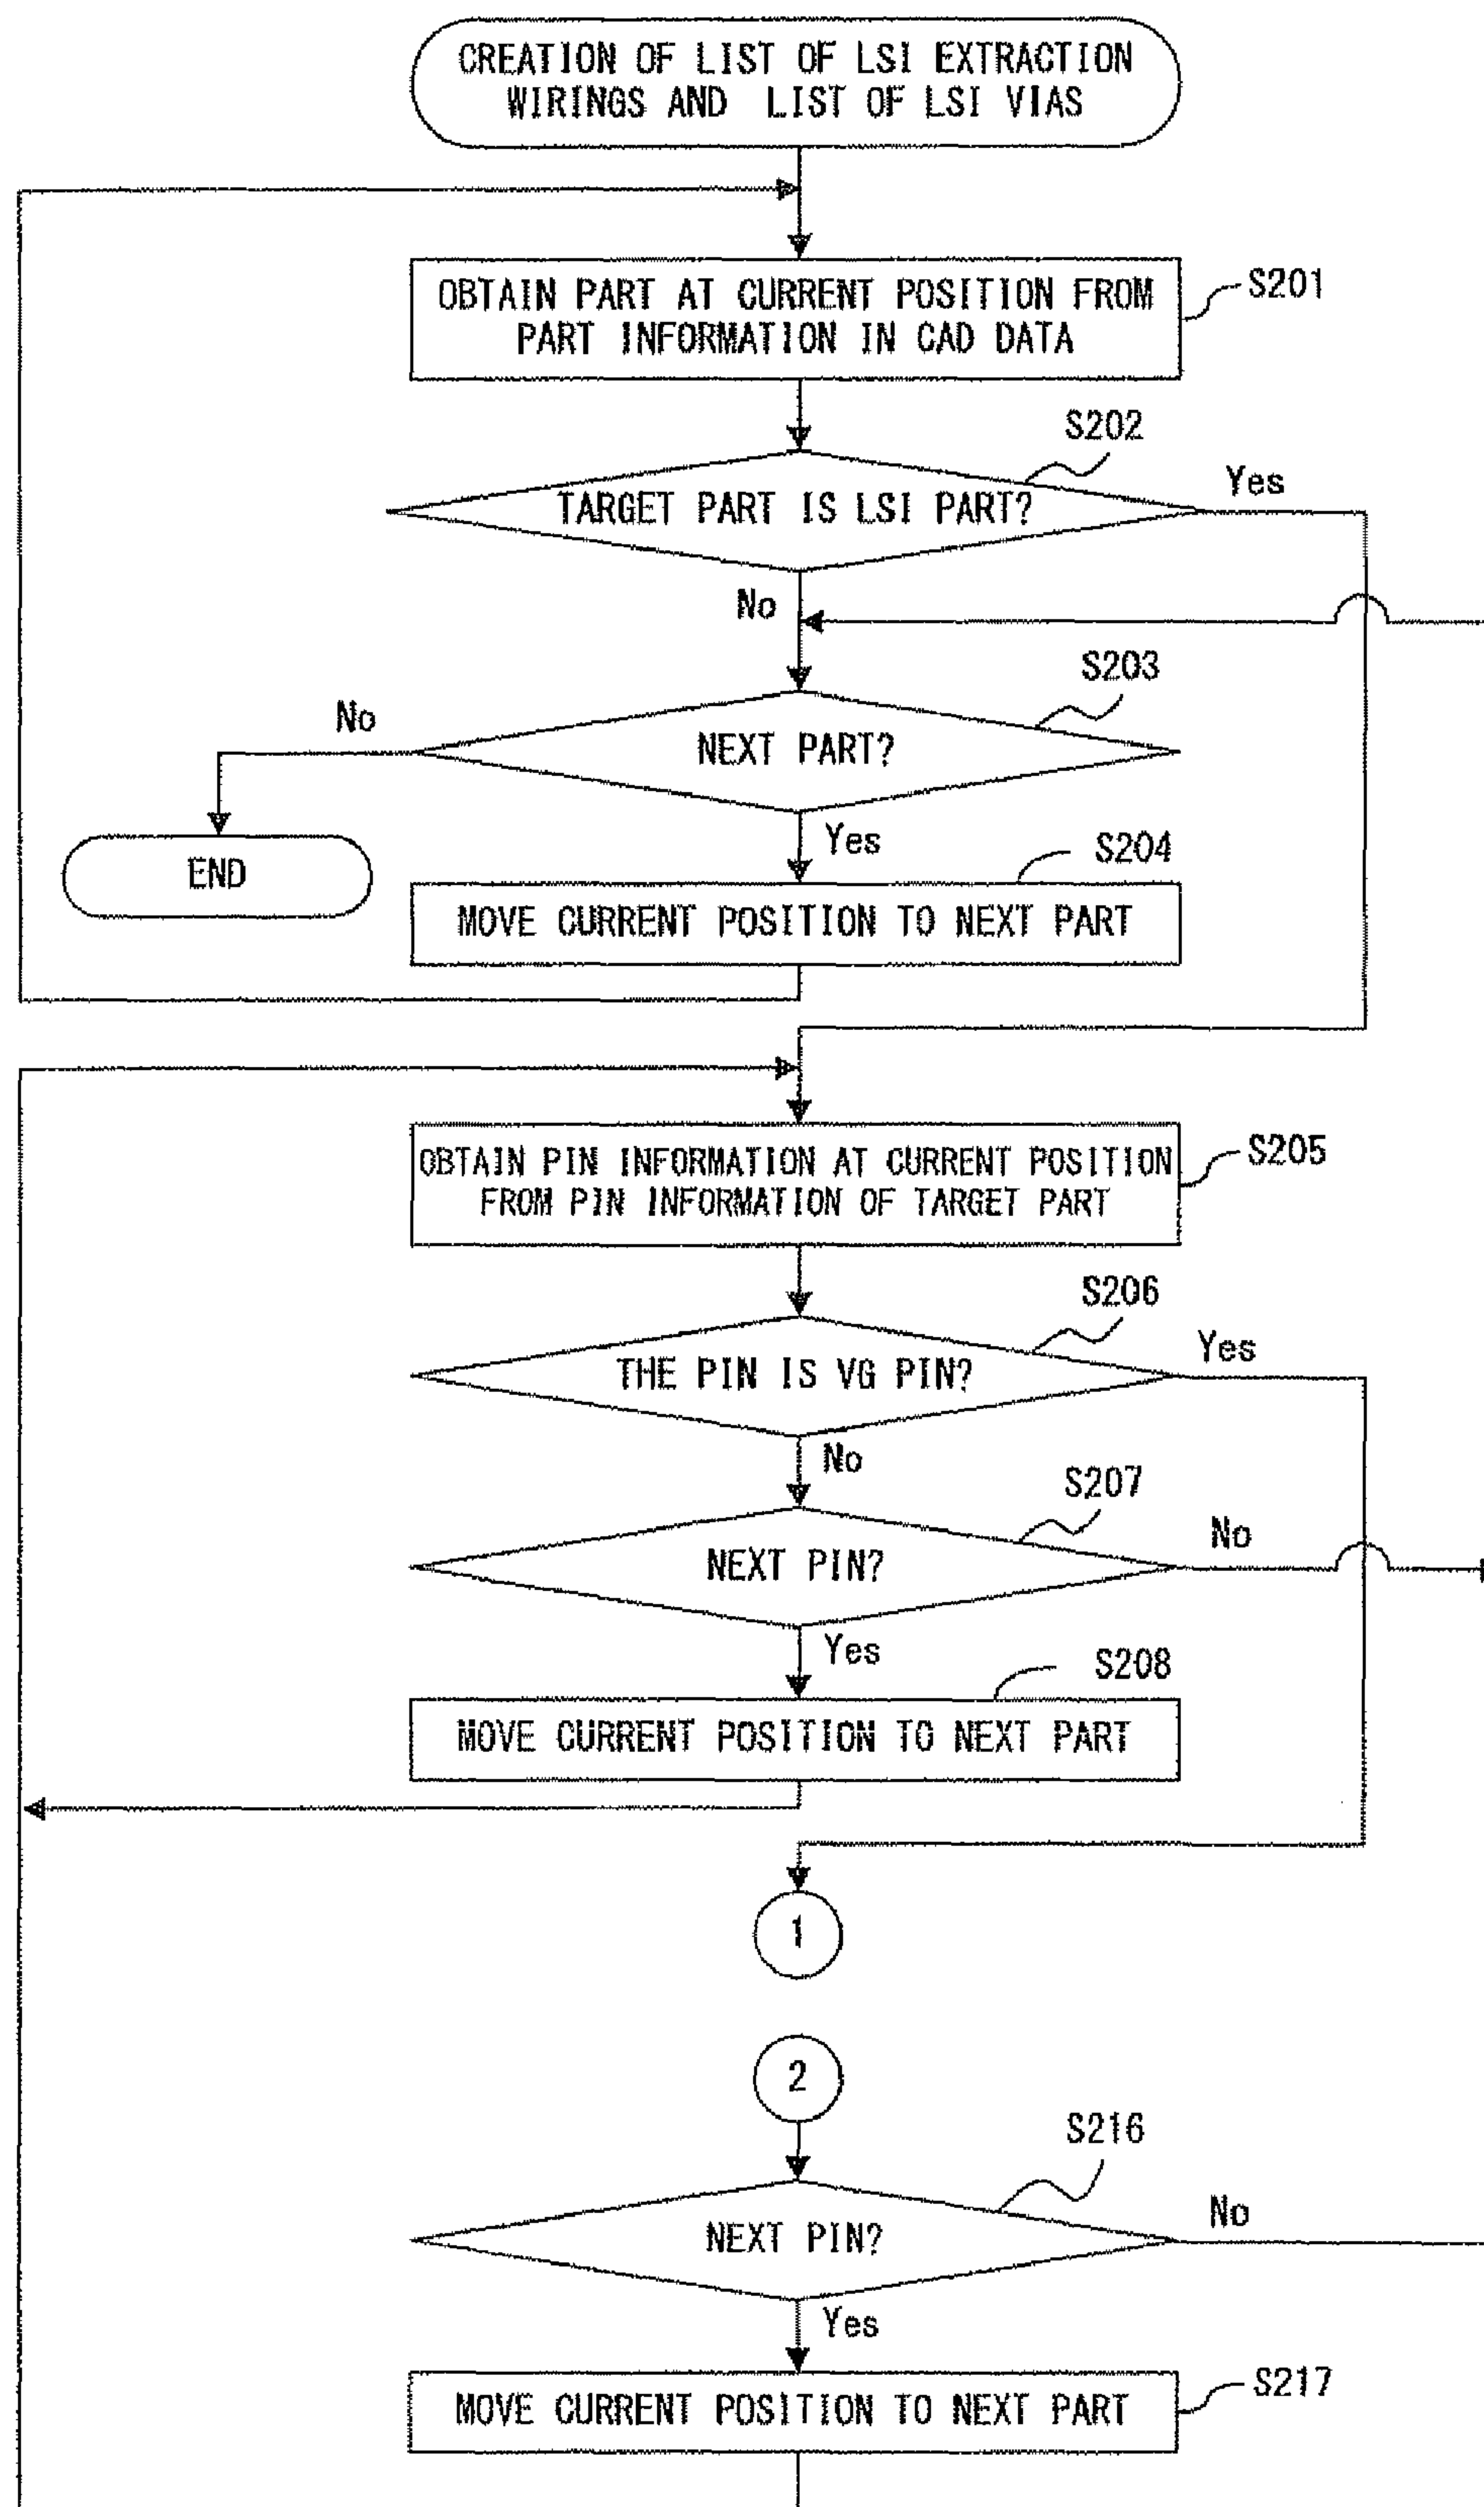 CREATION OF LIST OF LSI EXTRACTION
WIRINGS AND LIST OF LSI VIAS
OBTAIN PART AT CURRENT POSITION FROM
PART INFORMATION IN CAD DATA
S201
S202
TARGET PART IS LSI PART?
Yes
No
S203
NEXT PART?
No
Yes
END
S204
MOVE CURRENT POSITION TO NEXT PART
OBTAIN PIN INFORMATION AT CURRENT POSITION
FROM PIN INFORMATION OF TARGET PART
S205
S206
THE PIN IS VG PIN?
Yes
No
S207
NEXT PIN?
No
Yes
S208
MOVE CURRENT POSITION TO NEXT PART
1
2
S216
NEXT PIN?
No
Yes
MOVE CURRENT POSITION TO NEXT PART
S217